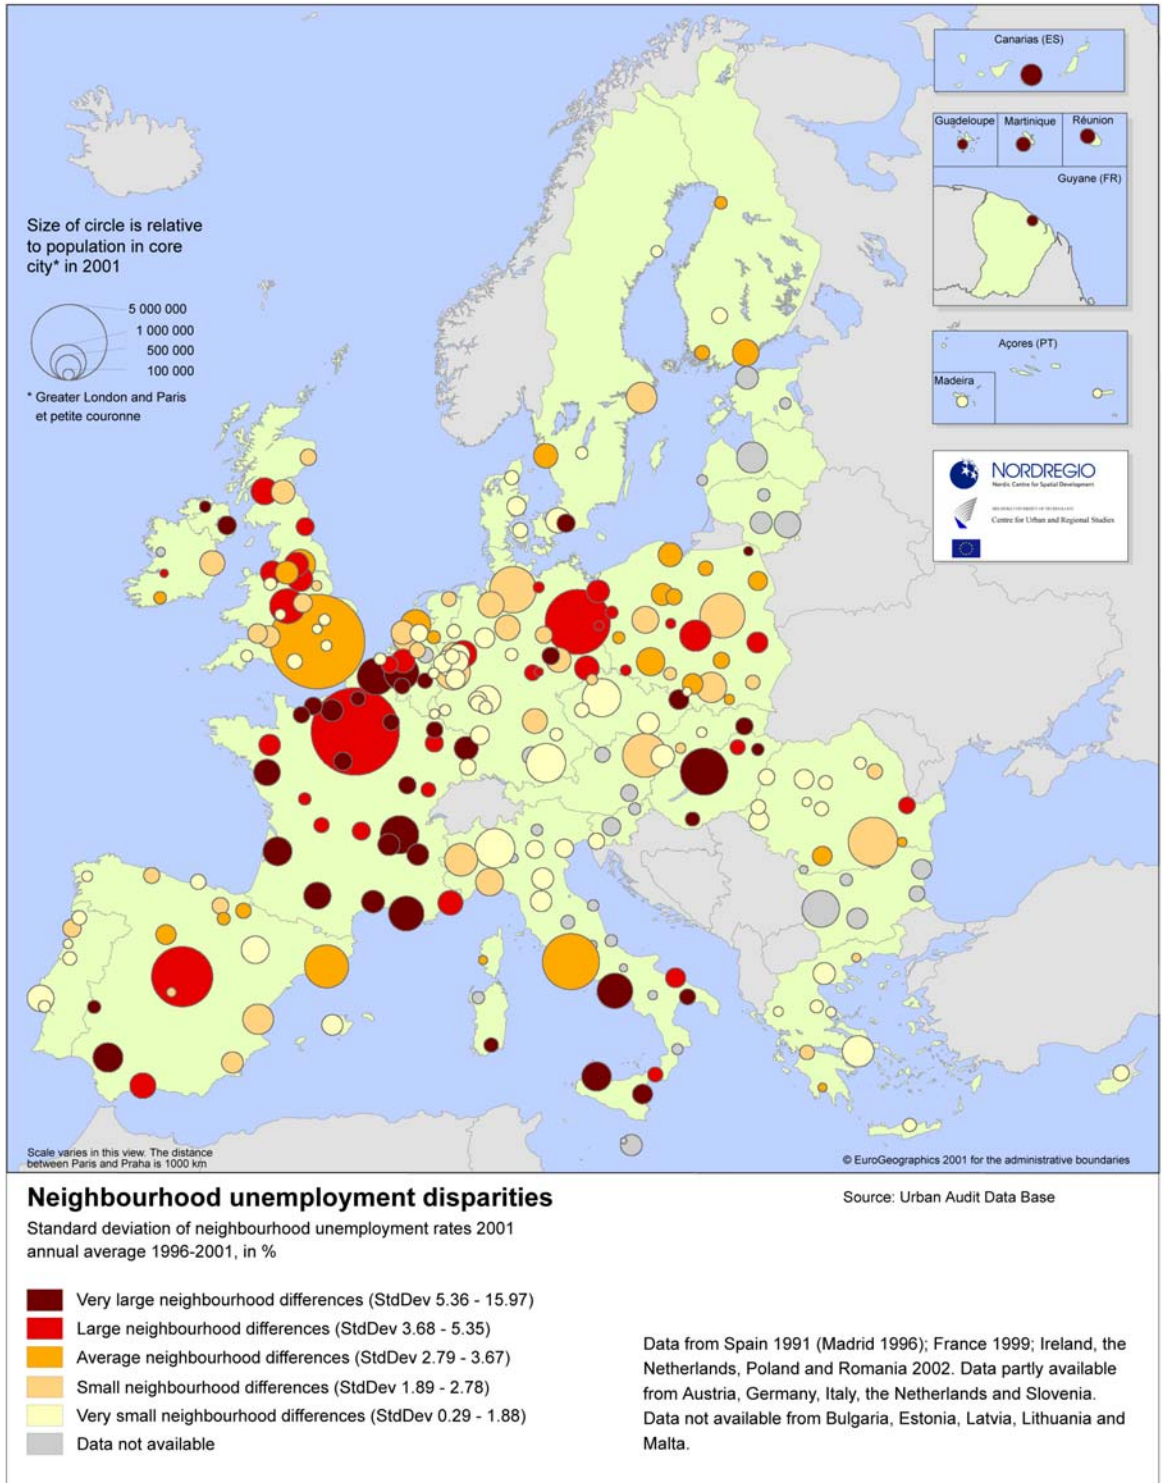 Canarias (ES)
Guadeloupe
Martinique
Réunion
Guyane (FR)
Size of circle is relative
to population in core
city* in 2001
5 000 000
1 000 000
500 000
100 000
* Greater London and Paris
et petite couronne
Açores (PT)
Madeira
NORDREGIO
Nordic Centre for Spatial Development
Centre for Urban and Regional Studies
Scale varies in this view. The distance
between Paris and Praha is 1000 km
© EuroGeographics 2001 for the administrative boundaries
Neighbourhood unemployment disparities
Source: Urban Audit Data Base
Standard deviation of neighbourhood unemployment rates 2001
annual average 1996-2001, in %
Very large neighbourhood differences (StdDev 5.36 - 15.97)
Large neighbourhood differences (StdDev 3.68 - 5.35)
Average neighbourhood differences (StdDev 2.79 - 3.67)
Small neighbourhood differences (StdDev 1.89 - 2.78)
Very small neighbourhood differences (StdDev 0.29 - 1.88)
Data not available
Data from Spain 1991 (Madrid 1996); France 1999; Ireland, the
Netherlands, Poland and Romania 2002. Data partly available
from Austria, Germany, Italy, the Netherlands and Slovenia.
Data not available from Bulgaria, Estonia, Latvia, Lithuania and
Malta.